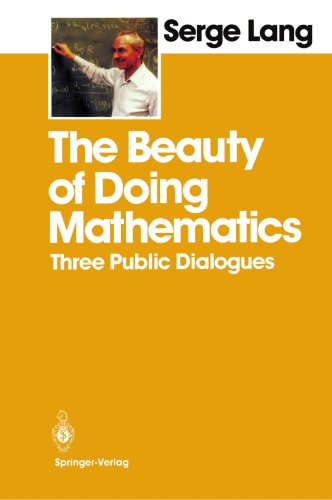 Serge Lang
The Beauty
of Doing
Mathematics
Three Public Dialogues
Springer-Verlag